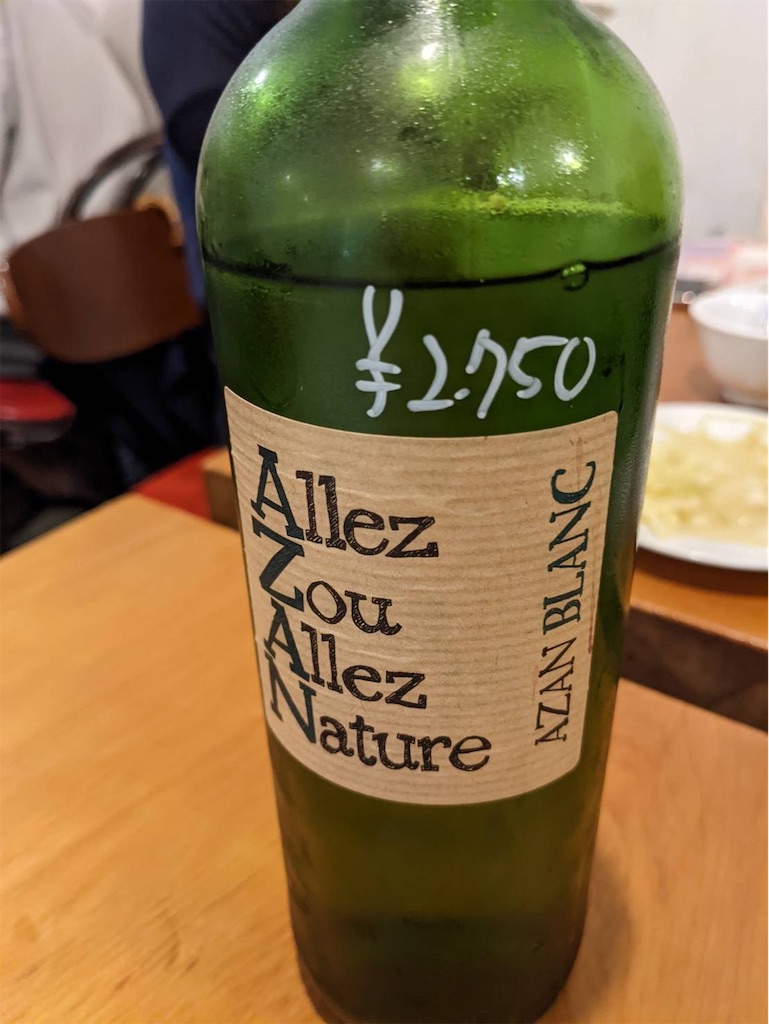 ¥2.750
Allez
Zou
Allez
Nature
AZAN BLANC